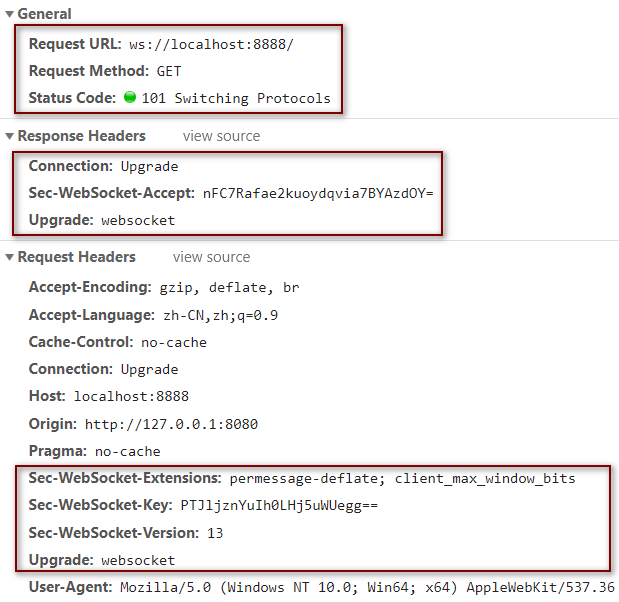 General
Request URL: ws://localhost:8888/
Request Method: GET
Status Code: 101 Switching Protocols
Response Headers view source
Connection: Upgrade
Sec-WebSocket-Accept: nFC7Rafae2kuoydqvia7BYAzdOY=
Upgrade: websocket
Request Headers view source
Accept-Encoding: gzip, deflate, br
Accept-Language: zh-CN,zh;q=0.9
Cache-Control: no-cache
Connection: Upgrade
Host: localhost:8888
Origin: http://127.0.0.1:8080
Pragma: no-cache
Sec-WebSocket-Extensions: permessage-deflate; client_max_window_bits
Sec-WebSocket-Key: PTJljznYuIh0LHj5uWUegg==
Sec-WebSocket-Version: 13
Upgrade: websocket
User-Agent: Mozilla/5.0 (Windows NT 10.0; Win64; x64) AppleWebKit/537.36